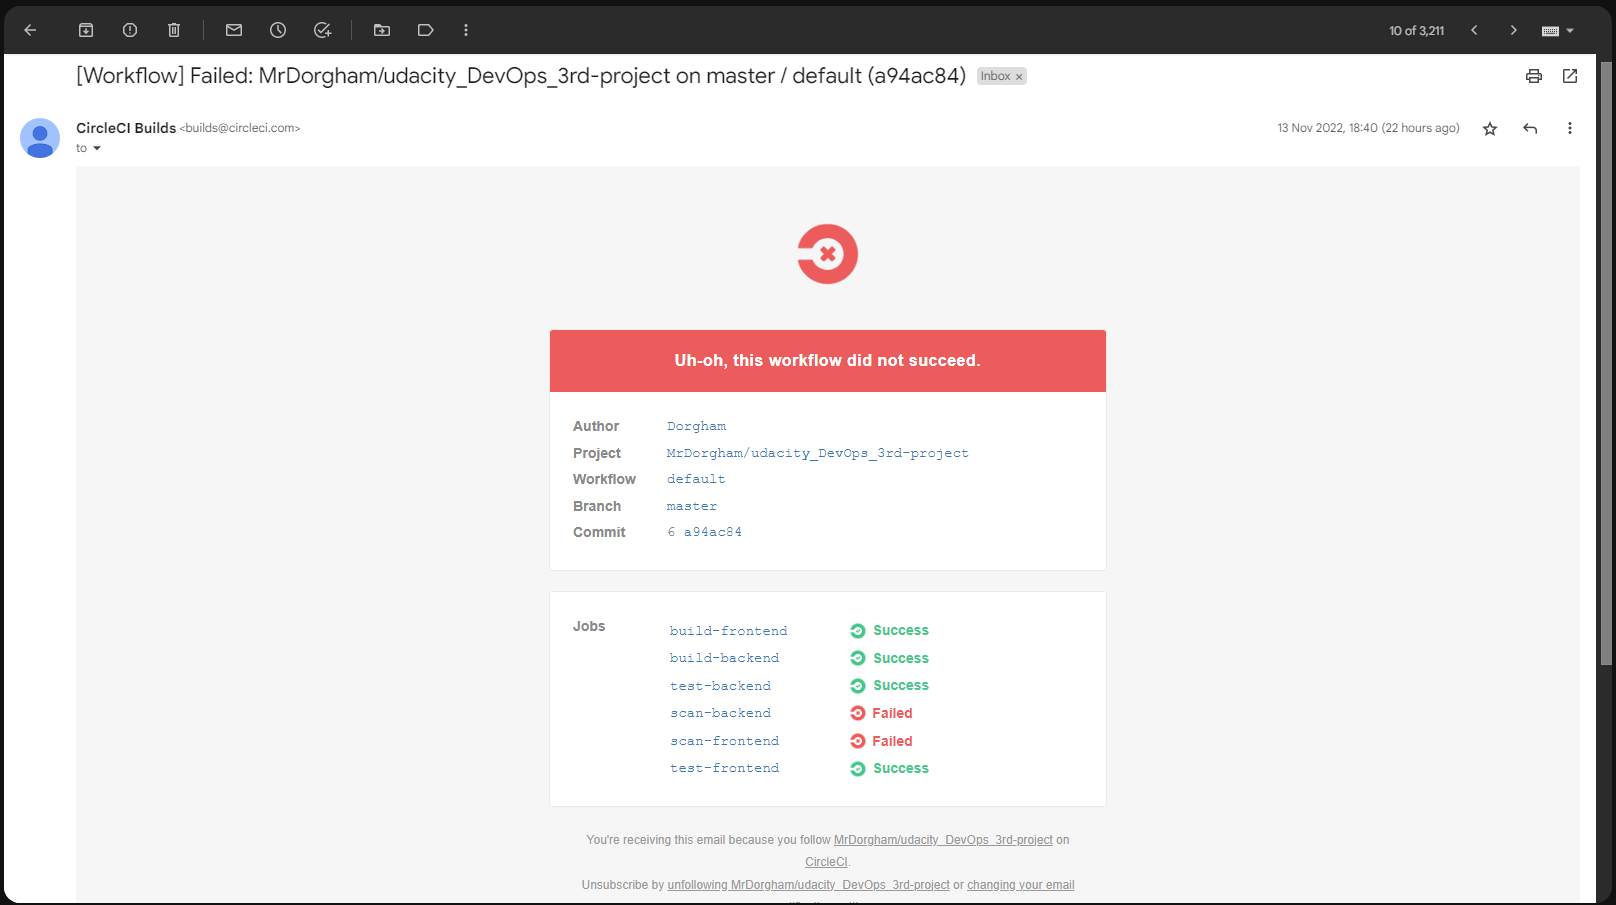 10 of 3,211
[Workflow] Failed: MrDorgham/udacity_DevOps_3rd-project on master / default (a94ac84) Inbox ×
CircleCI Builds <builds@circleci.com> 13 Nov 2022, 18:40 (22 hours ago)
to
Uh-oh, this workflow did not succeed.
Author Dorgham
Project MrDorgham/udacity_DevOps_3rd-project
Workflow default
Branch master
Commit 6 a94ac84
Jobs build-frontend Success
build-backend Success
test-backend Success
scan-backend Failed
scan-frontend Failed
test-frontend Success
You're receiving this email because you follow MrDorgham/udacity_DevOps_3rd-project on
CircleCI.
Unsubscribe by unfollowing MrDorgham/udacity_DevOps_3rd-project or changing your email